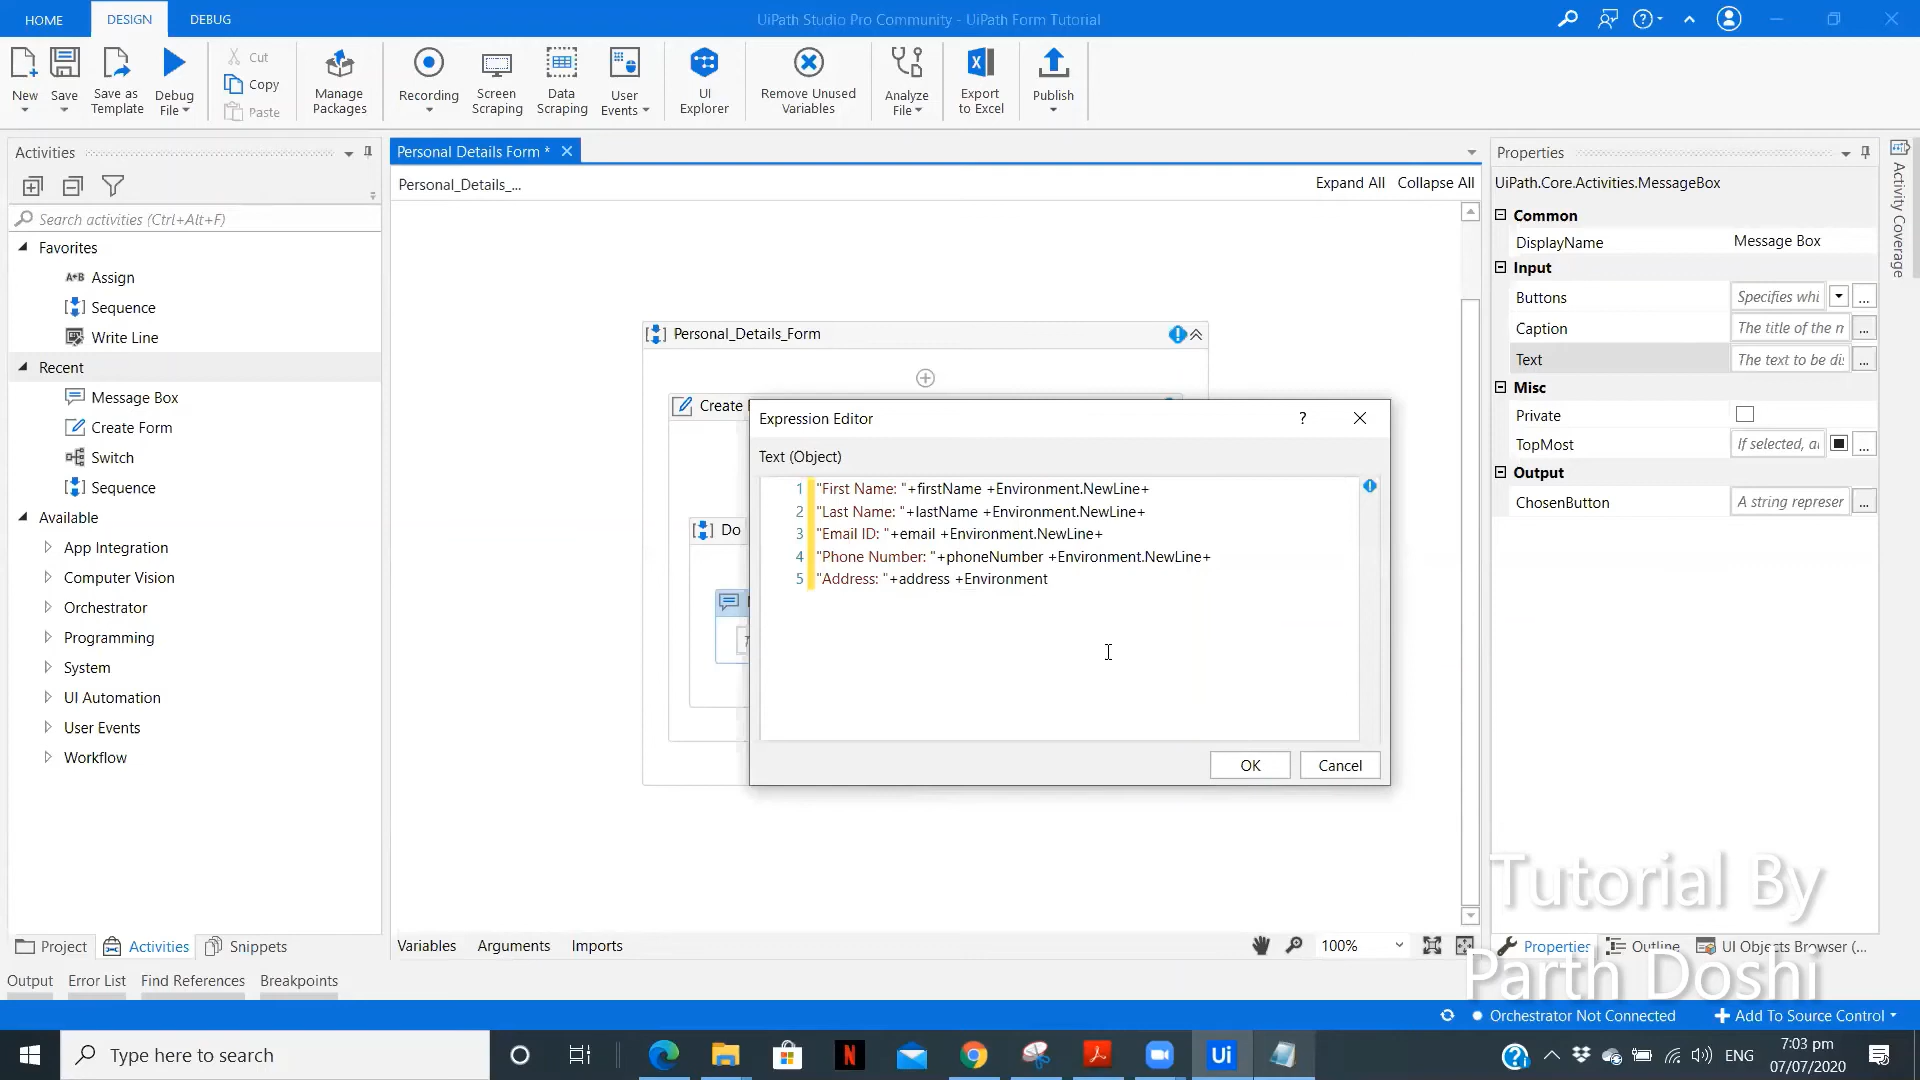 HOME DESIGN DEBUG UiPath Studio Pro Community - UiPath Form Tutorial
New Save Save as Template Debug File Cut Copy Paste Manage Packages Recording Screen Scraping Data Scraping User Events UI Explorer Remove Unused Variables Analyze File Export to Excel Publish
Activities
Search activities (Ctrl+Alt+F)
Favorites
Assign
Sequence
Write Line
Recent
Message Box
Create Form
Switch
Sequence
Available
App Integration
Computer Vision
Orchestrator
Programming
System
UI Automation
User Events
Workflow
Project Activities Snippets
Personal Details Form *
Personal_Details_... Expand All Collapse All
Personal_Details_Form
Create
Do
Expression Editor ?
Text (Object)
1 "First Name: "+firstName +Environment.NewLine+
2 "Last Name: "+lastName +Environment.NewLine+
3 "Email ID: "+email +Environment.NewLine+
4 "Phone Number: "+phoneNumber +Environment.NewLine+
5 "Address: "+address +Environment
OK Cancel
Variables Arguments Imports 100%
Properties
UiPath.Core.Activities.MessageBox
Common
DisplayName Message Box
Input
Buttons Specifies whi ...
Caption The title of the n ...
Text The text to be di: ...
Misc
Private
TopMost If selected, a ...
Output
ChosenButton A string represer ...
Activity Coverage
Tutorial By
Parth Doshi
Properties Outline UI Objects Browser (...
Output Error List Find References Breakpoints
Orchestrator Not Connected Add To Source Control
Type here to search Ui ENG 7:03 pm
07/07/2020